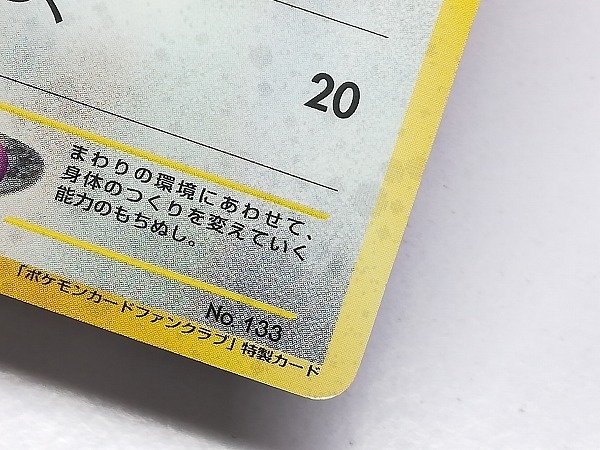 20
まわりの環境にあわせて、
身体のつくりを変えていく
能力のもちぬし。
No. 133
「ポケモンカードファンクラブ」特製カード